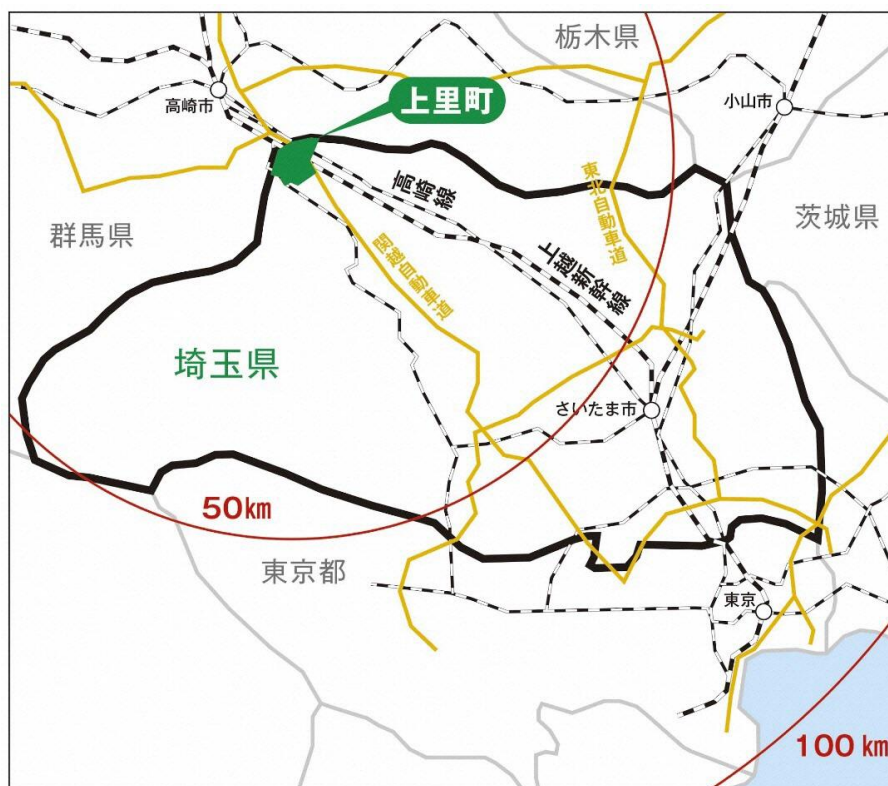 栃木県
高崎市
上里町
小山市
高崎線
東北自動車道
茨城県
群馬県
関越自動車道
上越新幹線
埼玉県
さいたま市
50km
東京都
東京
100km